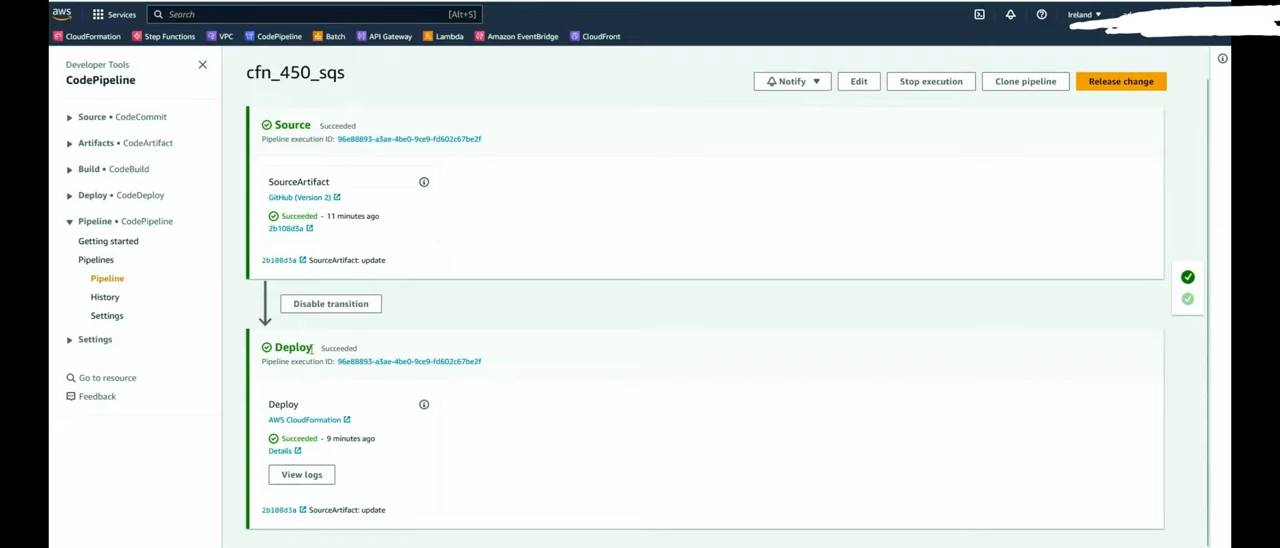 aws Services Search [Alt+S] Ireland
CloudFormation Step Functions VPC CodePipeline Batch API Gateway Lambda Amazon EventBridge CloudFront
Developer Tools
CodePipeline
Source • CodeCommit
Artifacts • CodeArtifact
Build • CodeBuild
Deploy • CodeDeploy
Pipeline • CodePipeline
Getting started
Pipelines
Pipeline
History
Settings
Settings
Go to resource
Feedback
cfn_450_sqs
Notify Edit Stop execution Clone pipeline Release change
Source Succeeded
Pipeline execution ID: 96e88893-a3ae-4be0-9ce9-fd602c67be2f
SourceArtifact
GitHub (Version 2)
Succeeded - 11 minutes ago
2b108d3a
2b108d3a SourceArtifact: update
Disable transition
Deploy Succeeded
Pipeline execution ID: 96e88893-a3ae-4be0-9ce9-fd602c67be2f
Deploy
AWS CloudFormation
Succeeded - 9 minutes ago
Details
View logs
2b108d3a SourceArtifact: update